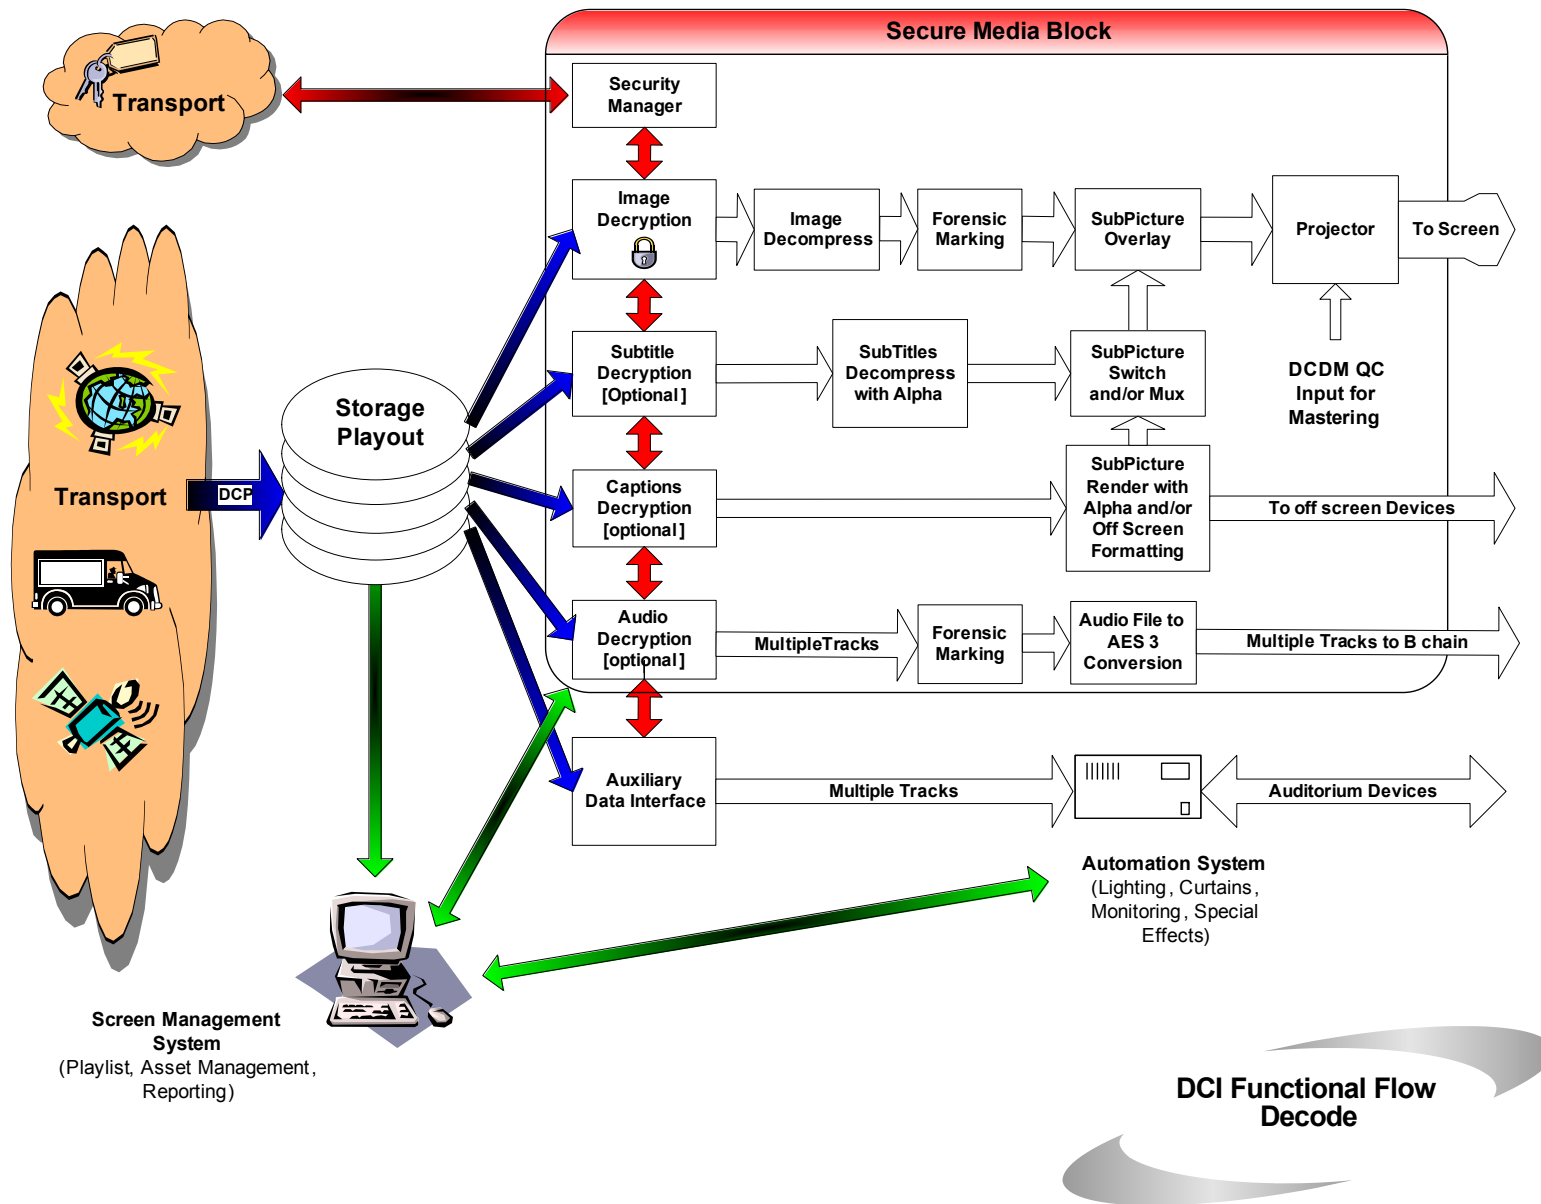 Secure Media Block
Transport
Security
Manager
Image
Decryption
Image
Decompress
Forensic
Marking
SubPicture
Overlay
Projector
To Screen
Storage
Playout
Subtitle
Decryption
[Optional]
SubTitles
Decompress
with Alpha
SubPicture
Switch
and/or Mux
DCDM QC
Input for
Mastering
Transport
DCP
Captions
Decryption
[optional]
SubPicture
Render with
Alpha and/or
Off Screen
Formatting
To off screen Devices
Audio
Decryption
[optional]
MultipleTracks
Forensic
Marking
Audio File to
AES 3
Conversion
Multiple Tracks to B chain
Auxiliary
Data Interface
Multiple Tracks
Auditorium Devices
Automation System
(Lighting, Curtains,
Monitoring, Special
Effects)
Screen Management
System
(Playlist, Asset Management,
Reporting)
DCI Functional Flow
Decode